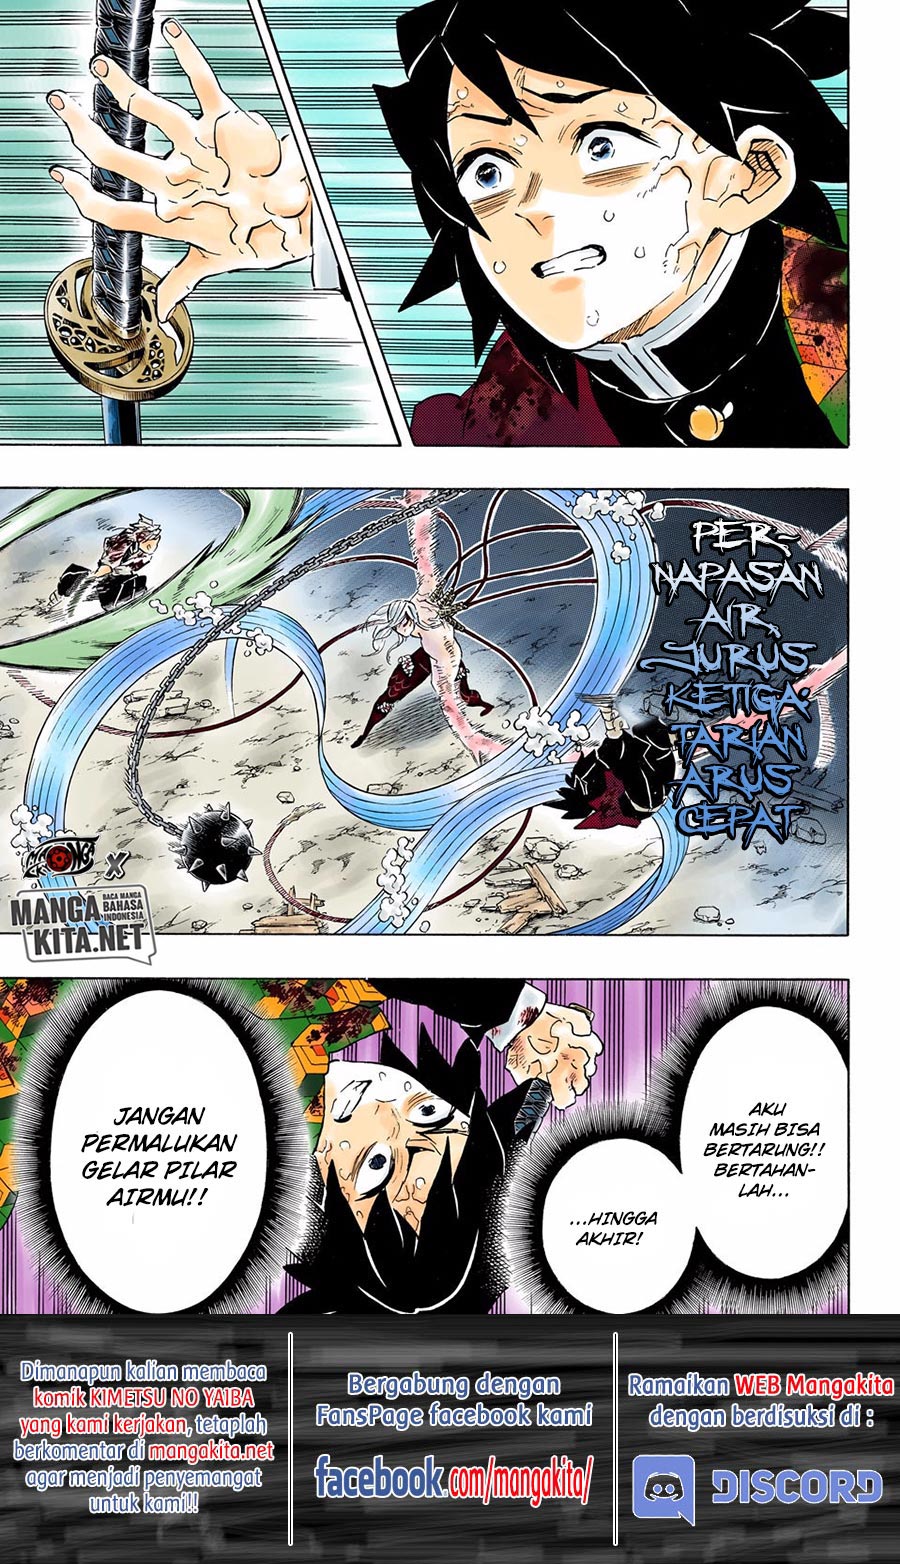 PER-
NAPASAN
AIR,
JURUS
KETIGA:
TARIAN
ARUS
CEPAT
X
MANGA
BACA MANGA
BAHASA
INDONESIA
KITA.NET
AKU
MASIH BISA
BERTARUNG!!
BERTAHAN-
LAH...
...HINGGA
AKHIR!
JANGAN
PERMALUKAN
GELAR PILAR
AIRMU!!
Dimanapun kalian membaca
komik KIMETSU NO YAIBA
yang kami kerjakan, tetaplah
berkomentar di mangakita.net
agar menjadi penyemangat
untuk kami!!
Bergabung dengan
FansPage facebook kami
facebook.com/mangakita/
Ramaikan WEB Mangakita
dengan berdisuksi di :
DISCORD